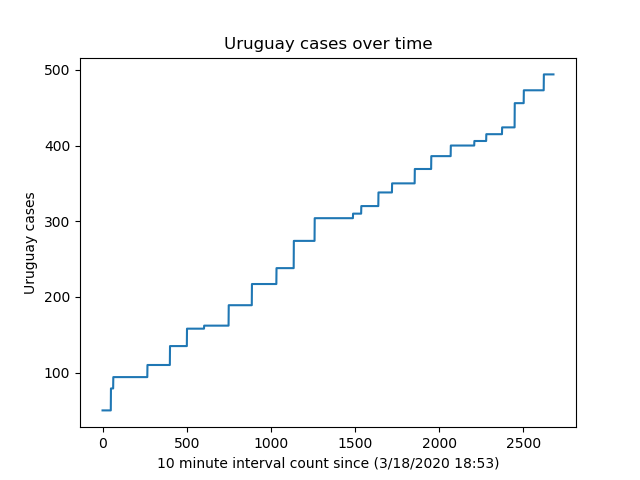 Uruguay cases over time
Uruguay cases
500
400
300
200
100
0 500 1000 1500 2000 2500
10 minute interval count since (3/18/2020 18:53)